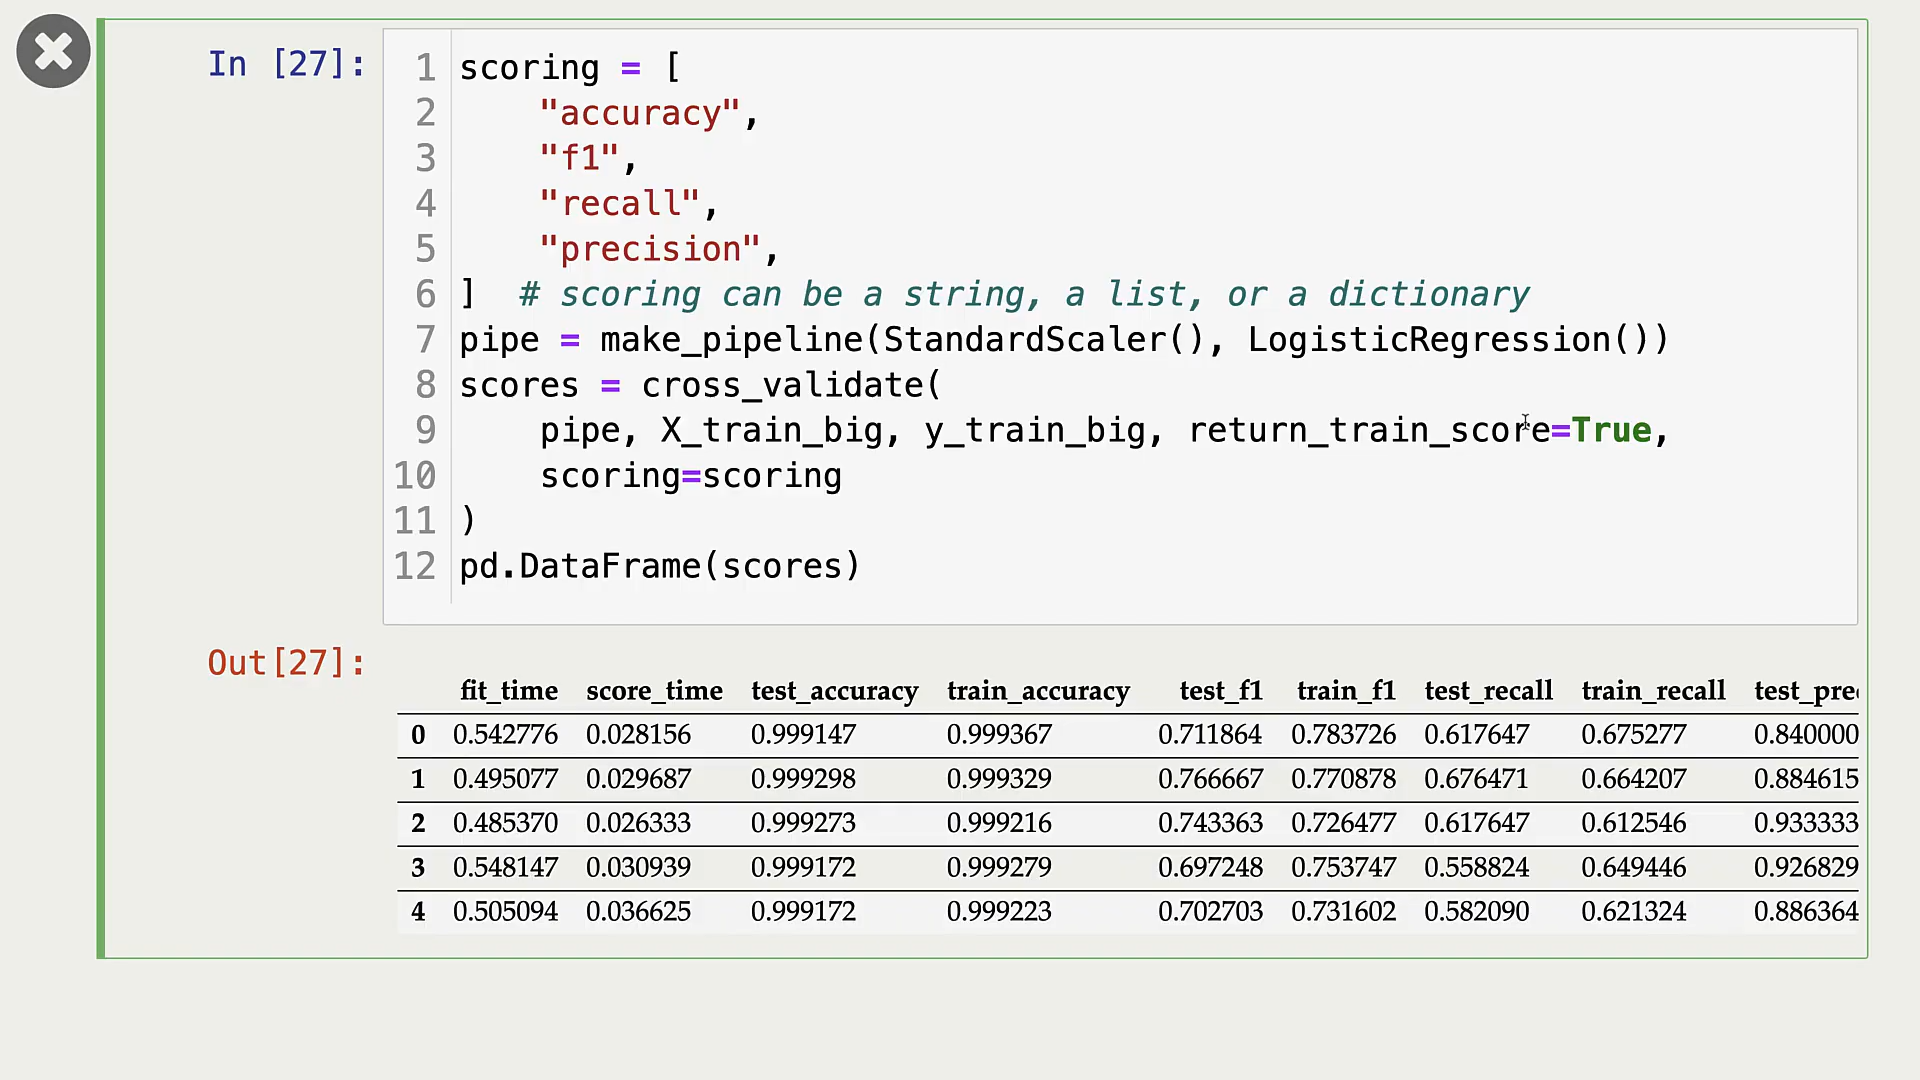 In [27]:
1 scoring = [
2     "accuracy",
3     "f1",
4     "recall",
5     "precision",
6 ]  # scoring can be a string, a list, or a dictionary
7 pipe = make_pipeline(StandardScaler(), LogisticRegression())
8 scores = cross_validate(
9     pipe, X_train_big, y_train_big, return_train_score=True,
10     scoring=scoring
11 )
12 pd.DataFrame(scores)
Out[27]:
fit_time score_time test_accuracy train_accuracy test_f1 train_f1 test_recall train_recall test_prec
0 0.542776 0.028156 0.999147 0.999367 0.711864 0.783726 0.617647 0.675277 0.840000
1 0.495077 0.029687 0.999298 0.999329 0.766667 0.770878 0.676471 0.664207 0.884615
2 0.485370 0.026333 0.999273 0.999216 0.743363 0.726477 0.617647 0.612546 0.933333
3 0.548147 0.030939 0.999172 0.999279 0.697248 0.753747 0.558824 0.649446 0.926829
4 0.505094 0.036625 0.999172 0.999223 0.702703 0.731602 0.582090 0.621324 0.886364